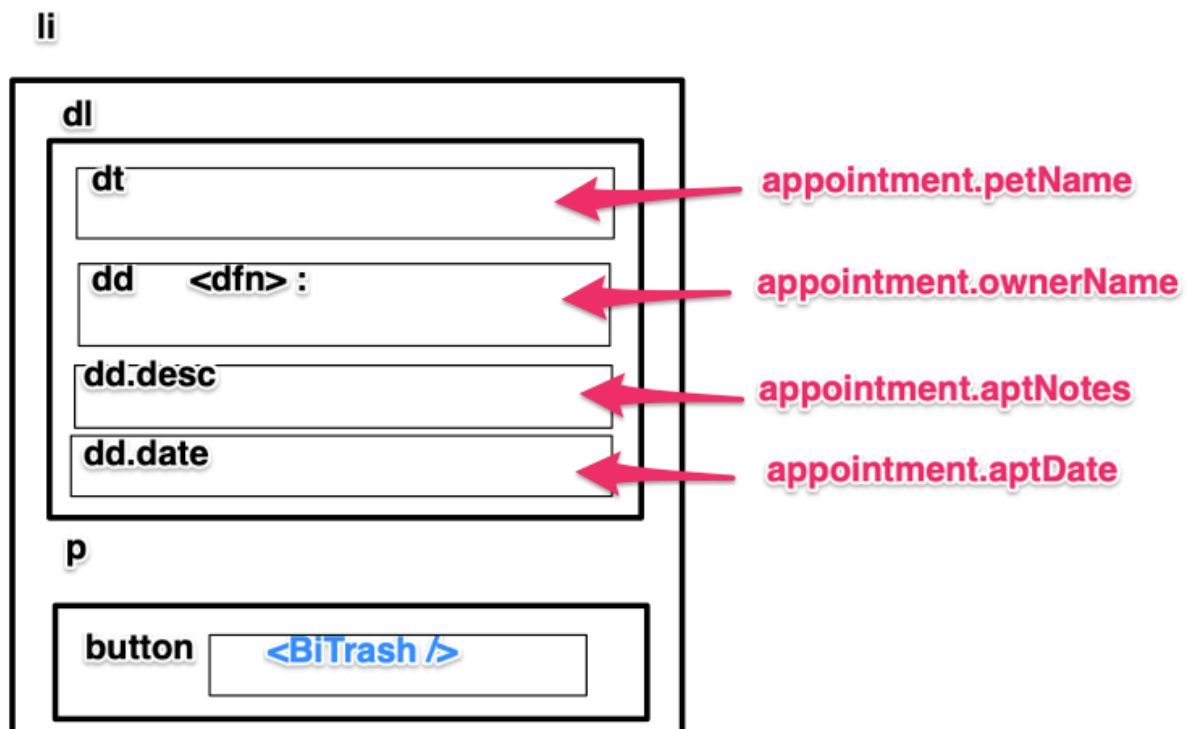 li
dl
dt
appointment.petName
dd <dfn> :
appointment.ownerName
dd.desc
appointment.aptNotes
dd.date
appointment.aptDate
p
button <BiTrash />